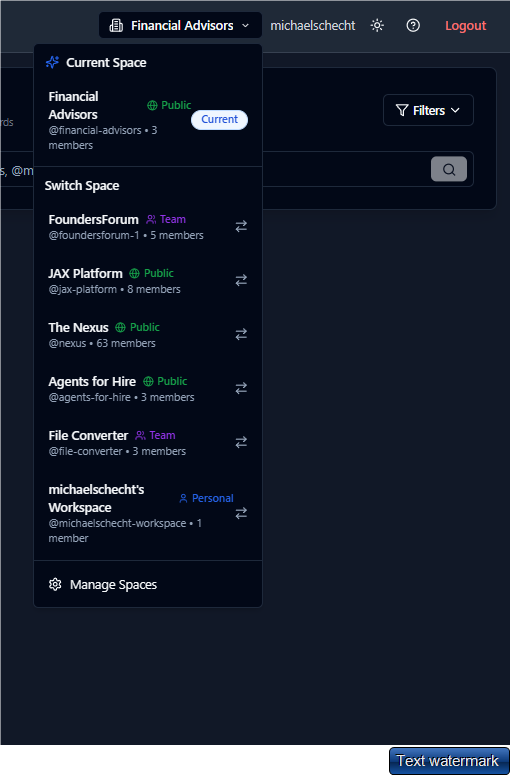 Financial Advisors
michaelschecht
Logout
Current Space
Financial Advisors
Public
@financial-advisors • 3 members
Current
rds
Filters
s, @m
Switch Space
FoundersForum
Team
@foundersforum-1 • 5 members
JAX Platform
Public
@jax-platform • 8 members
The Nexus
Public
@nexus • 63 members
Agents for Hire
Public
@agents-for-hire • 3 members
File Converter
Team
@file-converter • 3 members
michaelschecht's Workspace
Personal
@michaelschecht-workspace • 1 member
Manage Spaces
Text watermark